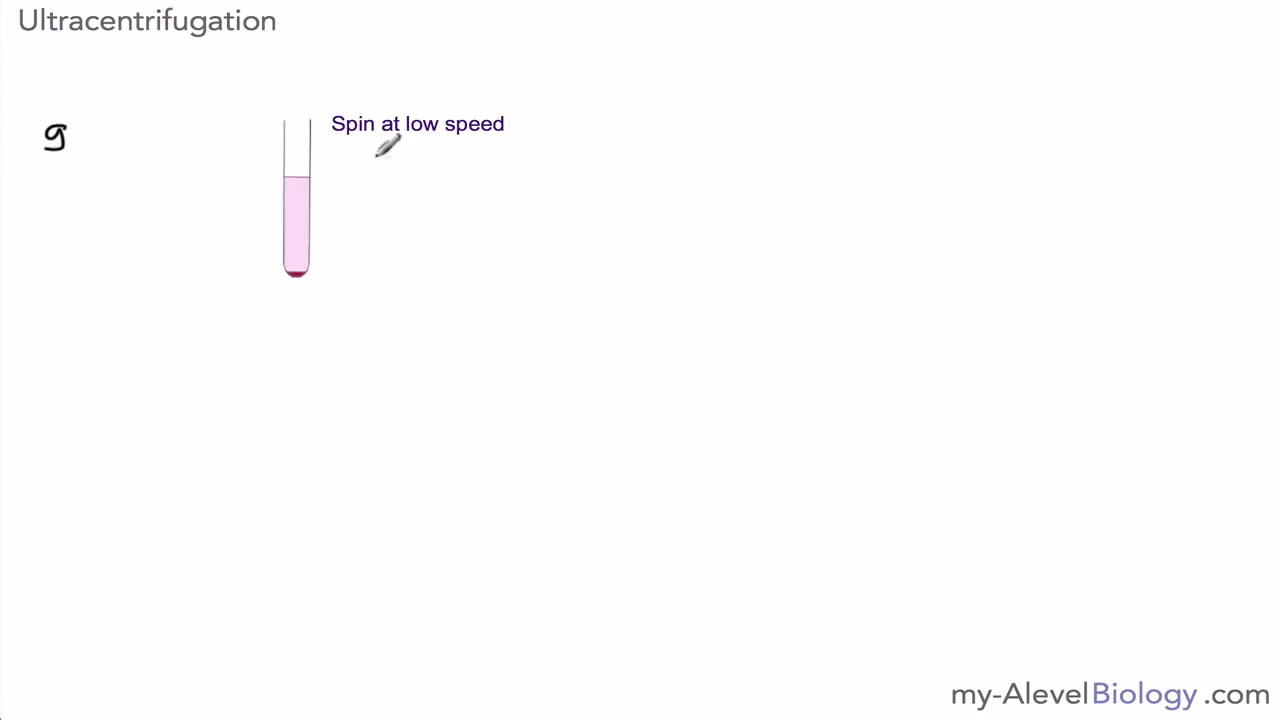 Ultracentrifugation
g
Spin at low speed
my-AlevelBiology.com